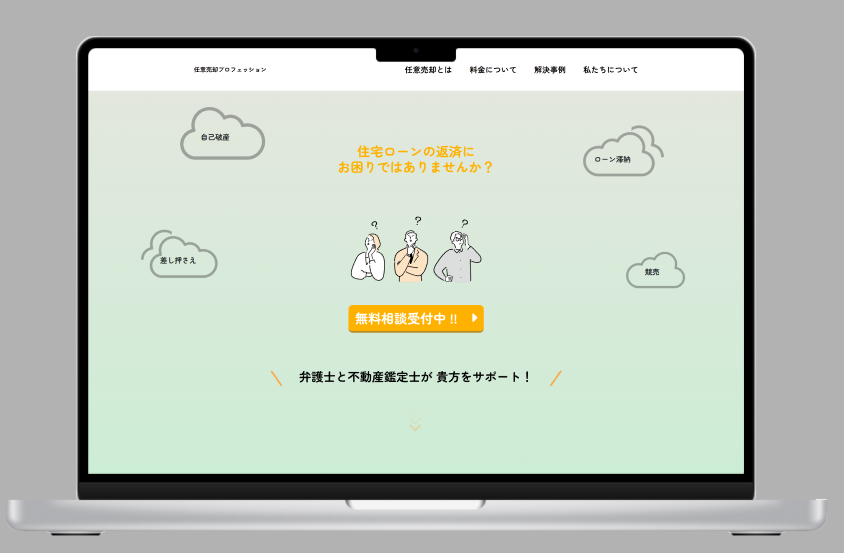 任意売却プロフェッション
任意売却とは 料金について 解決事例 私たちについて
自己破産
住宅ローンの返済に
お困りではありませんか？
ローン滞納
? ? ?
差し押さえ
競売
無料相談受付中 !!
弁護士と不動産鑑定士が 貴方をサポート！